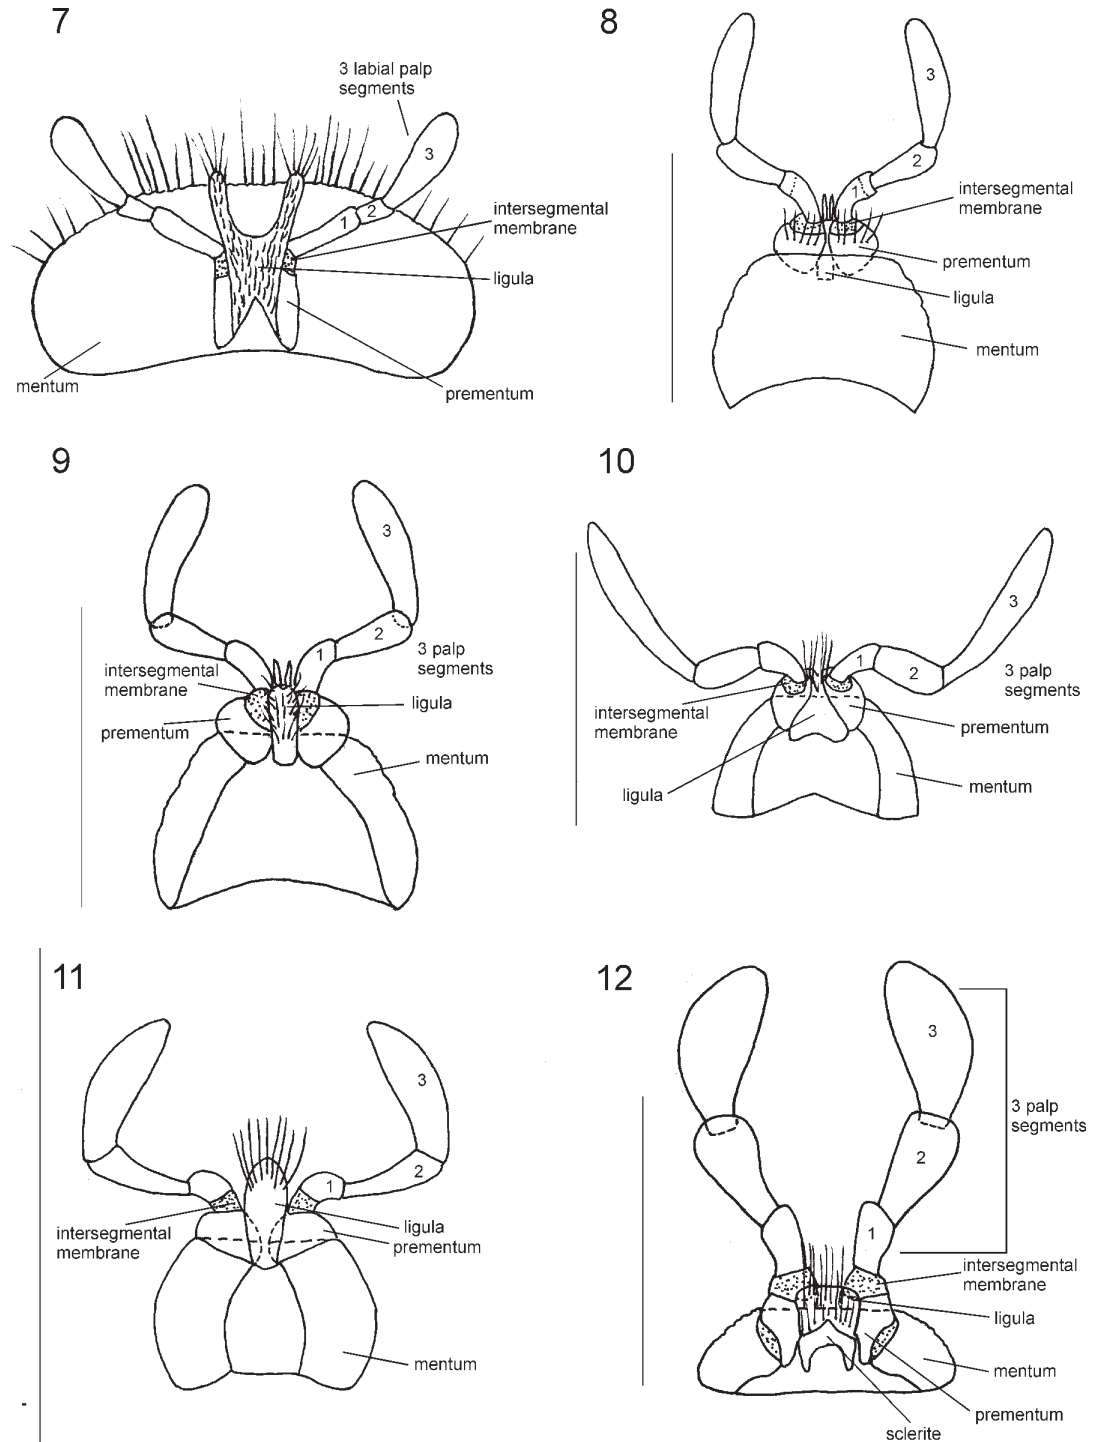 7
3 labial palp
segments
3
1
2
intersegmental
membrane
ligula
mentum
prementum
8
3
2
1
intersegmental
membrane
prementum
ligula
mentum
9
3
2
1
3 palp
segments
intersegmental
membrane
ligula
prementum
mentum
10
3
1
2
3 palp
segments
intersegmental
membrane
prementum
mentum
ligula
11
3
2
1
intersegmental
membrane
ligula
prementum
mentum
12
3
3 palp
segments
2
1
intersegmental
membrane
ligula
mentum
prementum
sclerite